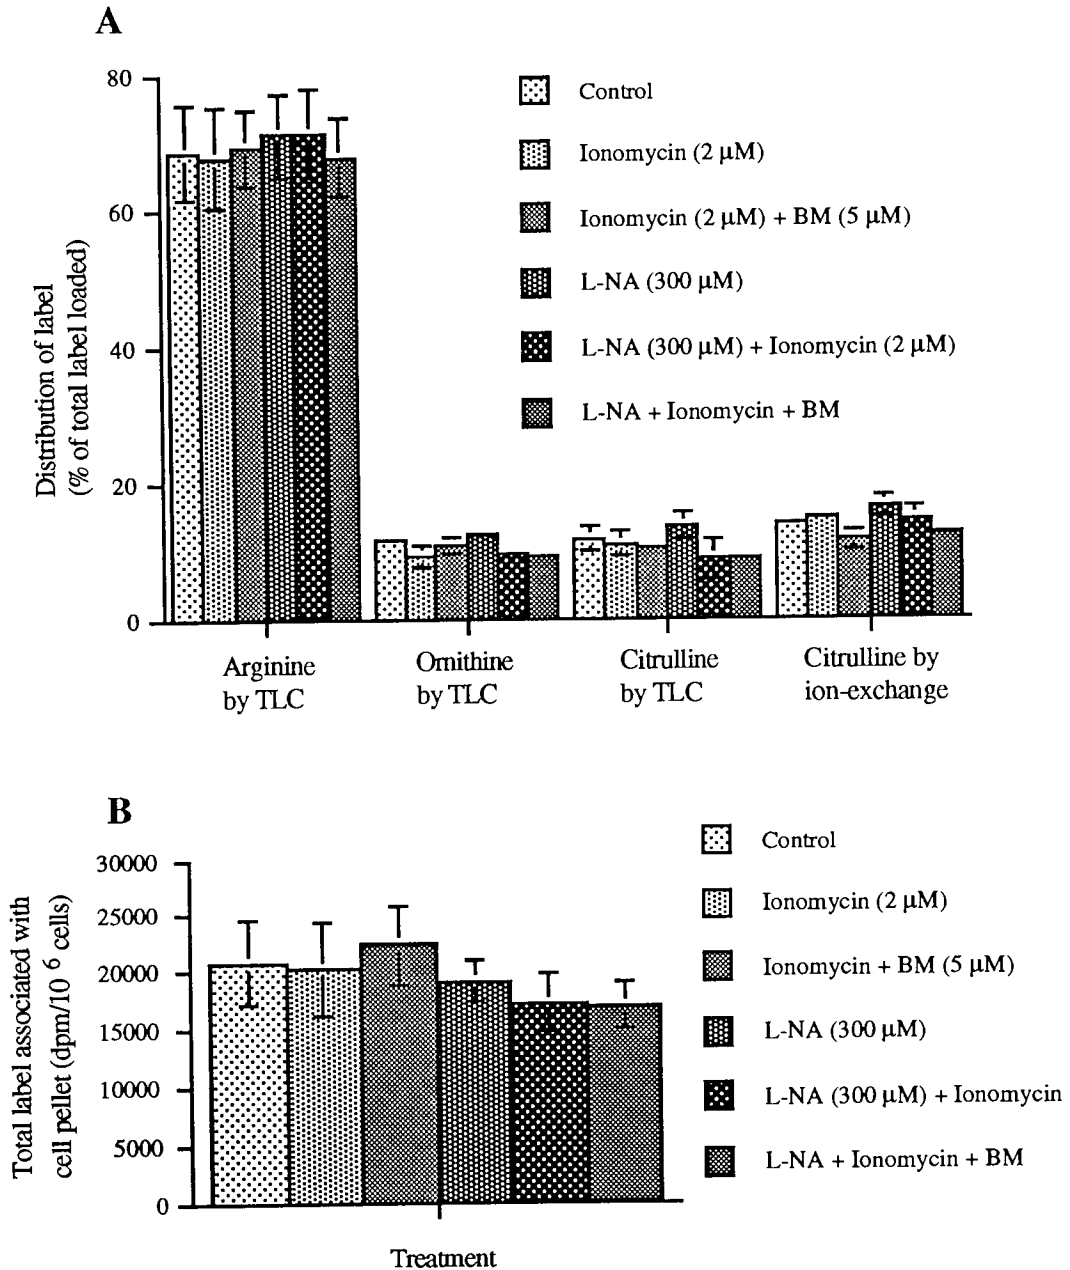 A
80
60
40
20
0
Distribution of label
(% of total label loaded)
Control
Ionomycin (2 μM)
Ionomycin (2 μM) + BM (5 μM)
L-NA (300 μM)
L-NA (300 μM) + Ionomycin (2 μM)
L-NA + Ionomycin + BM
Arginine
by TLC
Ornithine
by TLC
Citrulline
by TLC
Citrulline by
ion-exchange
B
30000
25000
20000
15000
10000
5000
0
Total label associated with
cell pellet (dpm/10 6 cells)
Control
Ionomycin (2 μM)
Ionomycin + BM (5 μM)
L-NA (300 μM)
L-NA (300 μM) + Ionomycin
L-NA + Ionomycin + BM
Treatment